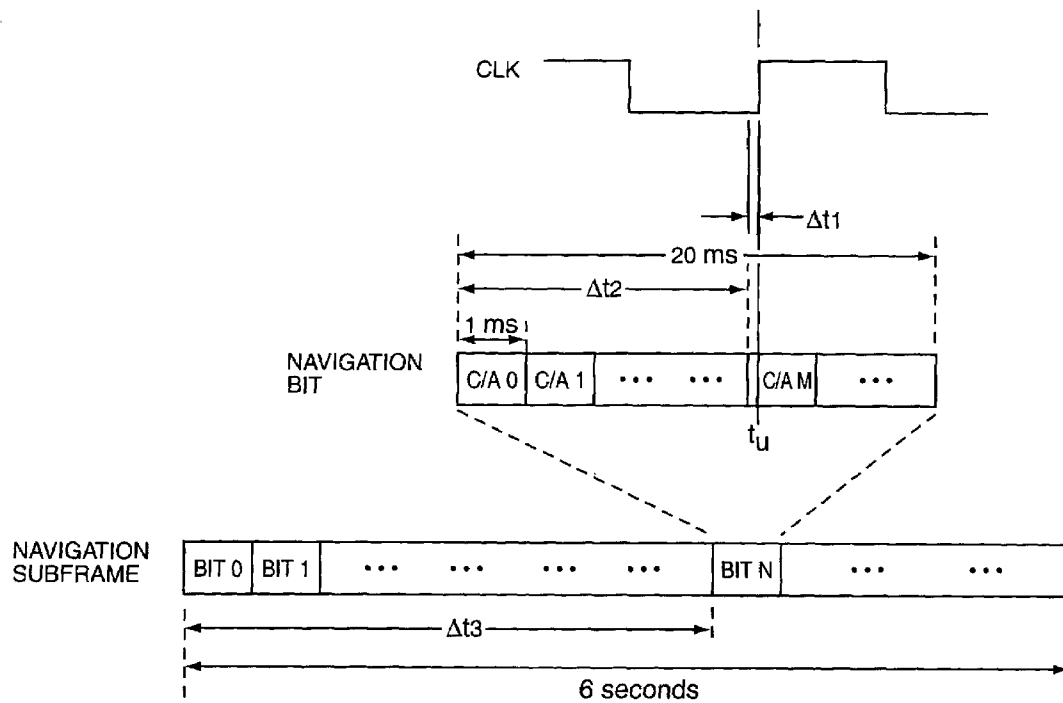 CLK
Δt1
20 ms
Δt2
1 ms
NAVIGATION
BIT
C/A 0 C/A 1 ••• ••• C/A M •••
tu
NAVIGATION
SUBFRAME
BIT 0 BIT 1 ••• ••• ••• ••• BIT N ••• •••
Δt3
6 seconds